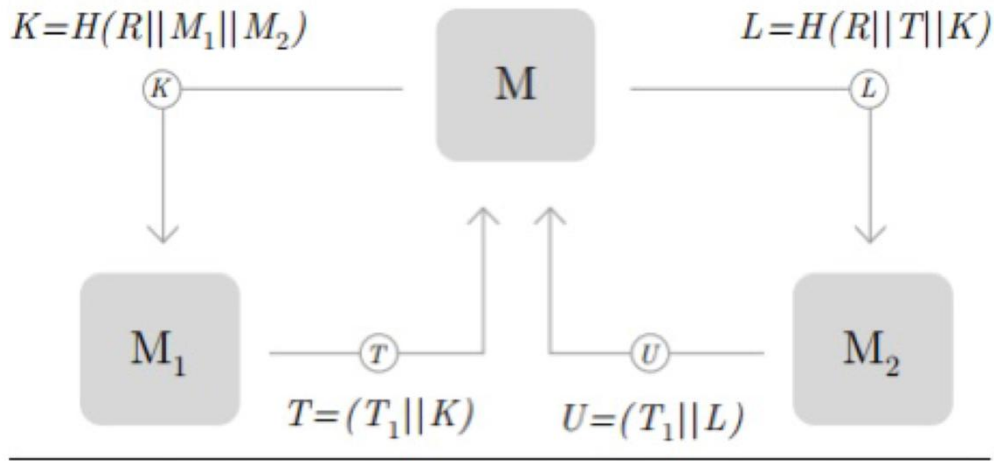 K=H(R||M₁||M₂)
L=H(R||T||K)
K
M
L
M₁
T
U
M₂
T=(T₁||K)
U=(T₁||L)